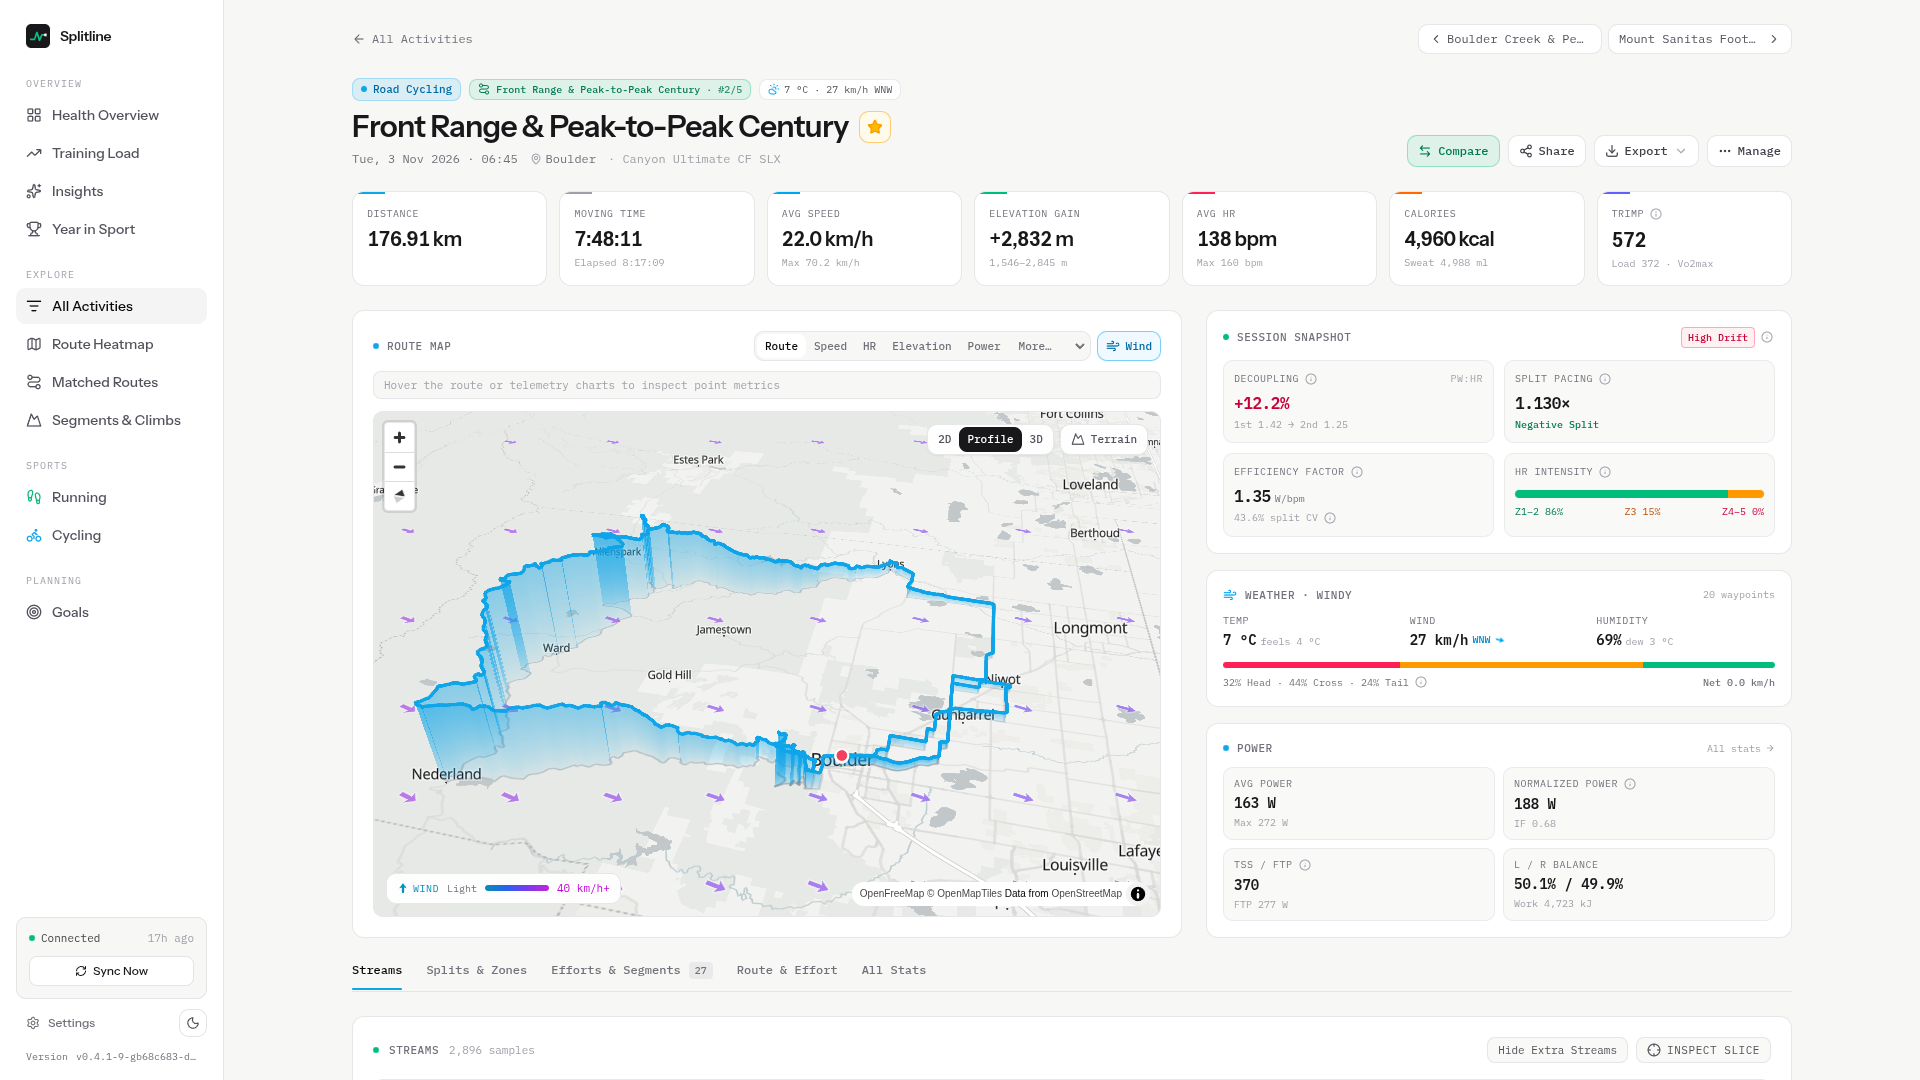 Splitline
OVERVIEW
Health Overview
Training Load
Insights
Year in Sport
EXPLORE
All Activities
Route Heatmap
Matched Routes
Segments & Climbs
SPORTS
Running
Cycling
PLANNING
Goals
Connected 17h ago
Sync Now
Settings
Version v0.4.1-9-gb68c683-d…
All Activities
Boulder Creek & Pe…
Mount Sanitas Foot…
Road Cycling
Front Range & Peak-to-Peak Century · #2/5
7 °C · 27 km/h WNW
Front Range & Peak-to-Peak Century
Tue, 3 Nov 2026 · 06:45 Boulder · Canyon Ultimate CF SLX
Compare
Share
Export
Manage
DISTANCE
176.91 km
MOVING TIME
7:48:11
Elapsed 8:17:09
AVG SPEED
22.0 km/h
Max 70.2 km/h
ELEVATION GAIN
+2,832 m
1,546–2,845 m
AVG HR
138 bpm
Max 160 bpm
CALORIES
4,960 kcal
Sweat 4,988 ml
TRIMP
572
Load 372 · Vo2max
ROUTE MAP
Route Speed HR Elevation Power More…
Wind
Hover the route or telemetry charts to inspect point metrics
2D Profile 3D
Terrain
Fort Collins
Estes Park
Loveland
Berthoud
Allenspark
Lyons
Longmont
Jamestown
Ward
Gold Hill
Niwot
Gunbarrel
Boulder
Nederland
Louisville
Lafaye
WIND Light 40 km/h+
OpenFreeMap © OpenMapTiles Data from OpenStreetMap
SESSION SNAPSHOT
High Drift
DECOUPLING PW:HR
+12.2%
1st 1.42 → 2nd 1.25
SPLIT PACING
1.130×
Negative Split
EFFICIENCY FACTOR
1.35 W/bpm
43.6% split CV
HR INTENSITY
Z1–2 86% Z3 15% Z4–5 0%
WEATHER · WINDY 20 waypoints
TEMP
7 °C feels 4 °C
WIND
27 km/h WNW
HUMIDITY
69% dew 3 °C
32% Head · 44% Cross · 24% Tail
Net 0.0 km/h
POWER
All stats →
AVG POWER
163 W
Max 272 W
NORMALIZED POWER
188 W
IF 0.68
TSS / FTP
370
FTP 277 W
L / R BALANCE
50.1% / 49.9%
Work 4,723 kJ
Streams
Splits & Zones
Efforts & Segments 27
Route & Effort
All Stats
STREAMS 2,896 samples
Hide Extra Streams
INSPECT SLICE